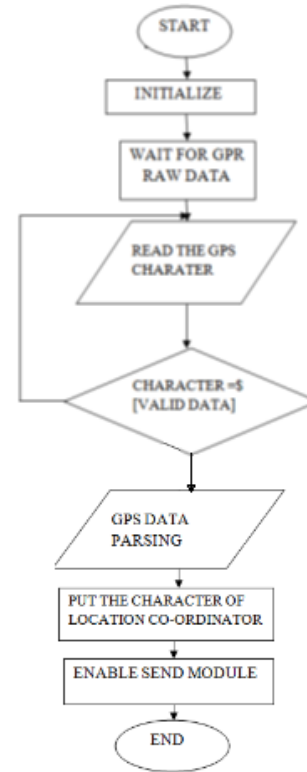 START
INITIALIZE
WAIT FOR GPR
RAW DATA
READ THE GPS
CHARATER
CHARACTER =$
[VALID DATA]
GPS DATA
PARSING
PUT THE CHARACTER OF
LOCATION CO-ORDINATOR
ENABLE SEND MODULE
END